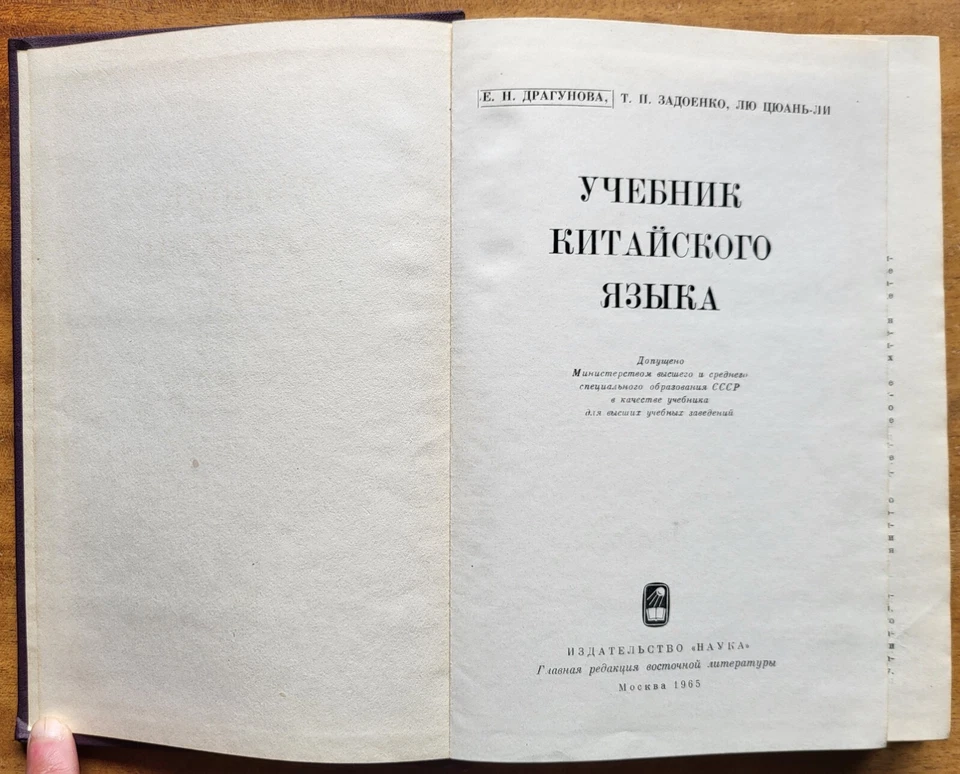 Е. Н. ДРАГУНОВА, Т. П. ЗАДОЕНКО, ЛЮ ЦЮАНЬ-ЛИ
УЧЕБНИК
КИТАЙСКОГО
ЯЗЫКА
Допущено
Министерством высшего и среднего
специального образования СССР
в качестве учебника
для высших учебных заведений
ИЗДАТЕЛЬСТВО «НАУКА»
Главная редакция восточной литературы
Москва 1965